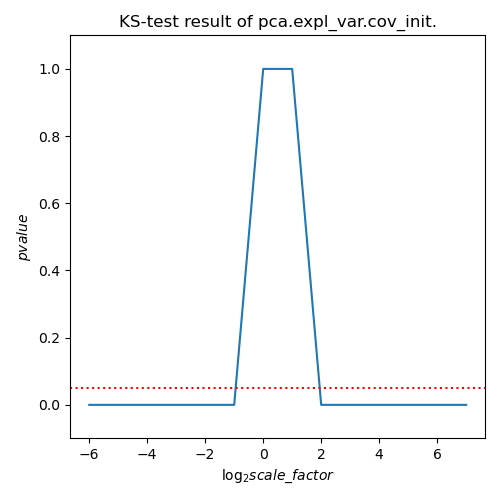 KS-test result of pca.expl_var.cov_init.
1.0
0.8
0.6
0.4
0.2
0.0
pvalue
−6 −4 −2 0 2 4 6
log₂scale_factor